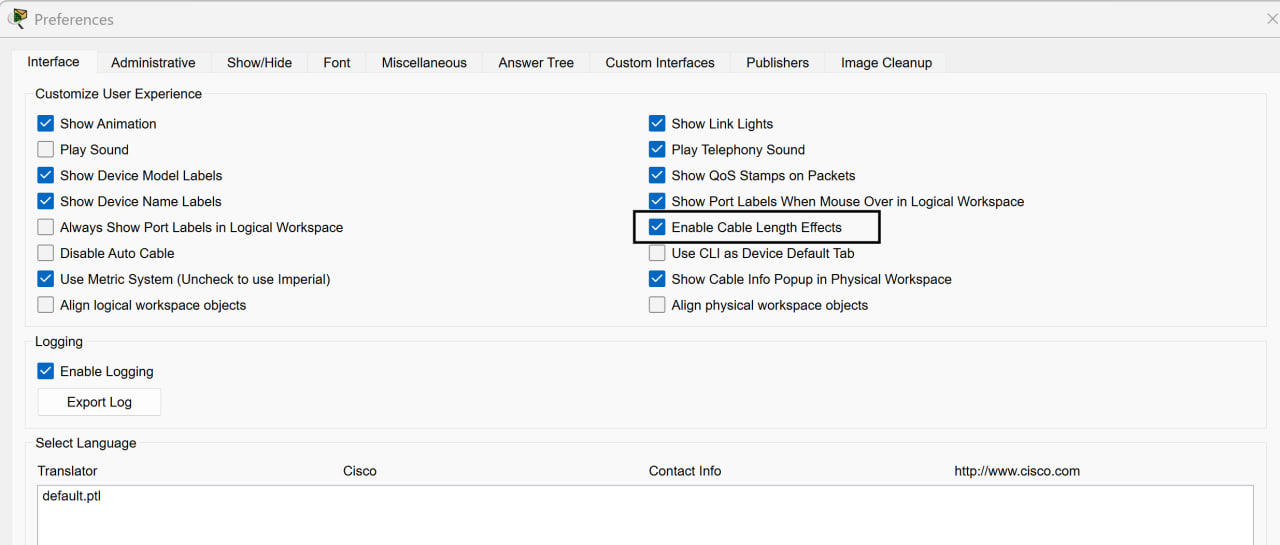 Preferences
Interface Administrative Show/Hide Font Miscellaneous Answer Tree Custom Interfaces Publishers Image Cleanup
Customize User Experience
Show Animation Show Link Lights
Play Sound Play Telephony Sound
Show Device Model Labels Show QoS Stamps on Packets
Show Device Name Labels Show Port Labels When Mouse Over in Logical Workspace
Always Show Port Labels in Logical Workspace Enable Cable Length Effects
Disable Auto Cable Use CLI as Device Default Tab
Use Metric System (Uncheck to use Imperial) Show Cable Info Popup in Physical Workspace
Align logical workspace objects Align physical workspace objects
Logging
Enable Logging
Export Log
Select Language
Translator Cisco Contact Info http://www.cisco.com
default.ptl